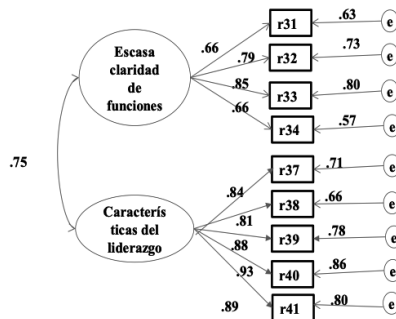 r31
.63
e
.66
Escasa
claridad
de
funciones
r32
.73
e
.79
r33
.80
e
.85
r34
.57
e
.66
.75
r37
.71
e
.84
r38
.66
e
.81
Caracterís
ticas del
liderazgo
r39
.78
e
.88
r40
.86
e
.93
r41
.80
e
.89